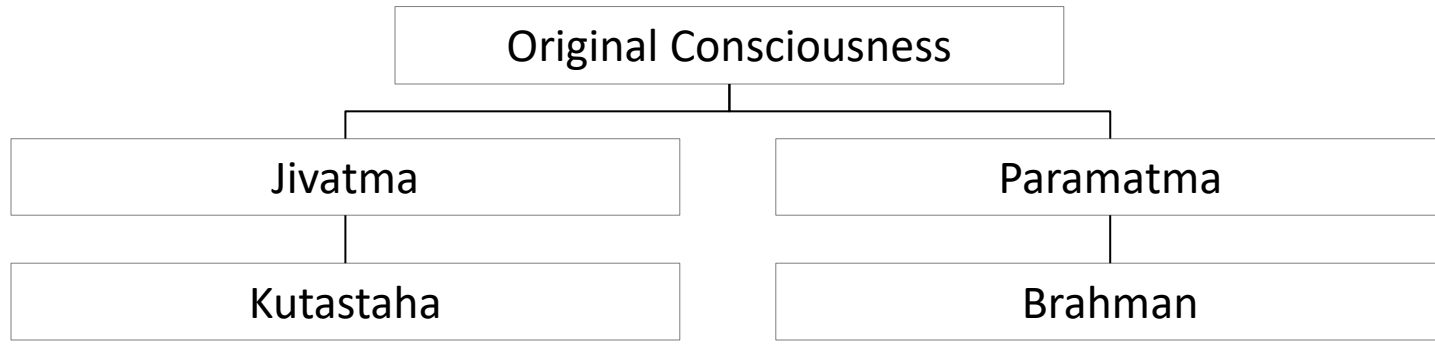 Original Consciousness
Jivatma
Paramatma
Kutastaha
Brahman